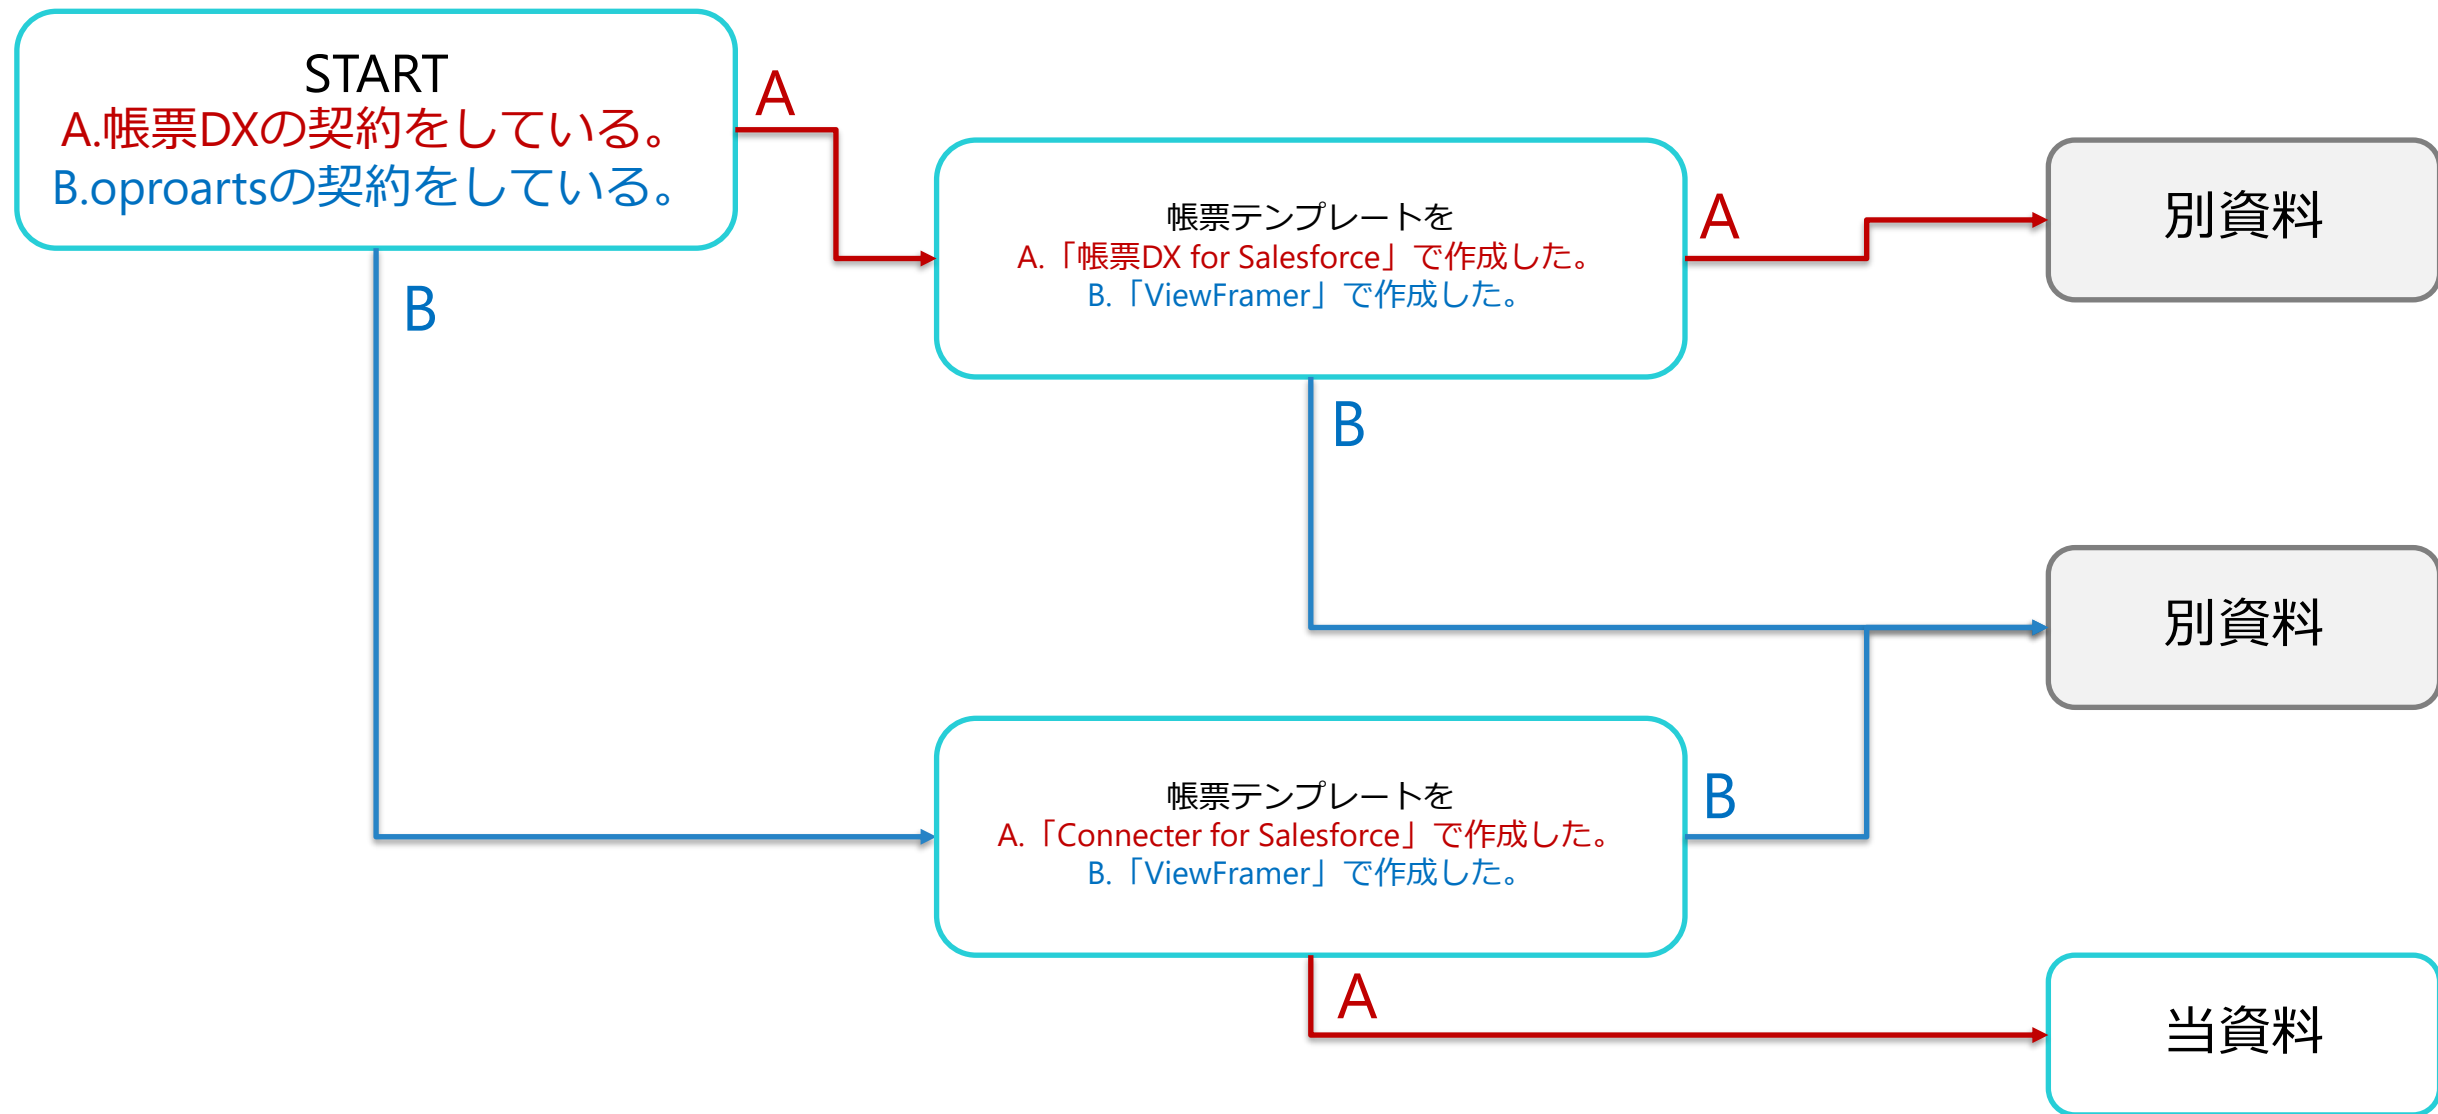 START
A.帳票DXの契約をしている。
B.oproartsの契約をしている。
A
B
帳票テンプレートを
A.「帳票DX for Salesforce」で作成した。
B.「ViewFramer」で作成した。
A
B
別資料
別資料
帳票テンプレートを
A.「Connecter for Salesforce」で作成した。
B.「ViewFramer」で作成した。
B
A
当資料